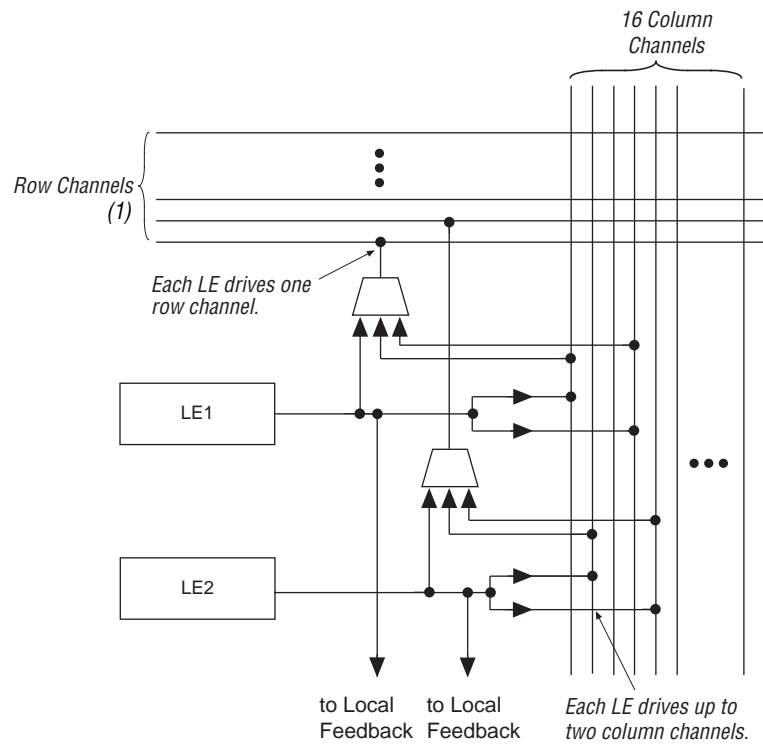 16 Column
Channels
Row Channels
(1)
Each LE drives one
row channel.
LE1
LE2
to Local
Feedback
to Local
Feedback
Each LE drives up to
two column channels.